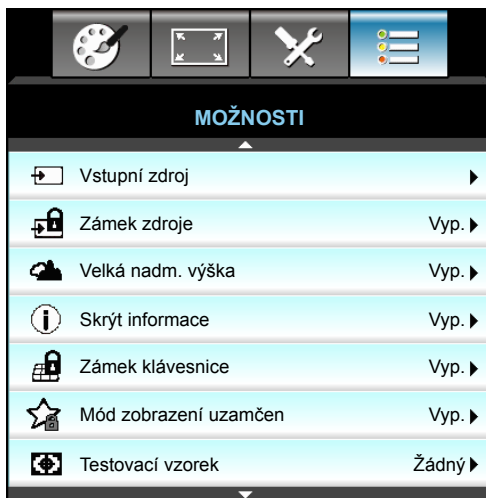 MOŽNOSTI
Vstupní zdroj
Zámek zdroje Vyp.
Velká nadm. výška Vyp.
Skrýt informace Vyp.
Zámek klávesnice Vyp.
Mód zobrazení uzamčen Vyp.
Testovací vzorek Žádný